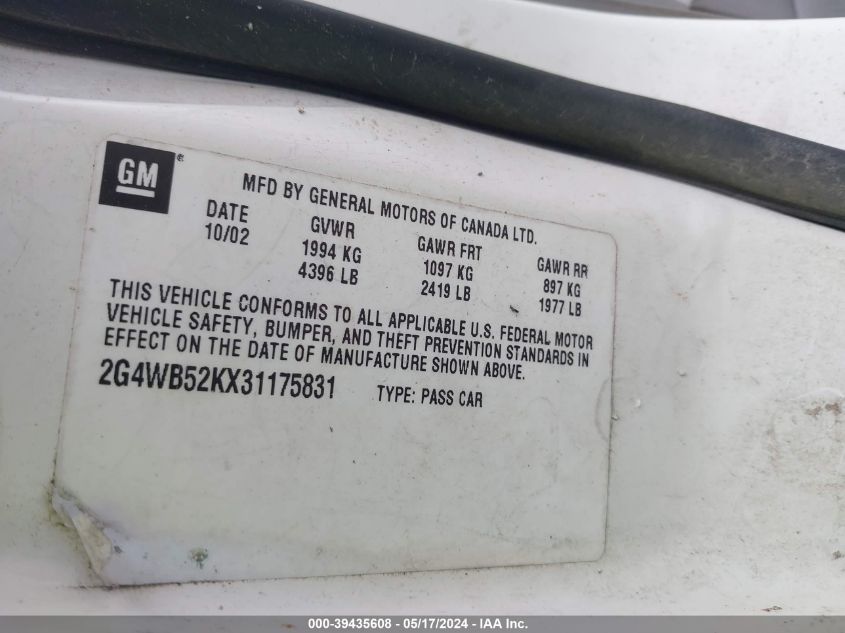 GM®
MFD BY GENERAL MOTORS OF CANADA LTD.
DATE GVWR GAWR FRT GAWR RR
10/02 1994 KG 1097 KG 897 KG
4396 LB 2419 LB 1977 LB
THIS VEHICLE CONFORMS TO ALL APPLICABLE U.S. FEDERAL MOTOR
VEHICLE SAFETY, BUMPER, AND THEFT PREVENTION STANDARDS IN
EFFECT ON THE DATE OF MANUFACTURE SHOWN ABOVE.
2G4WB52KX31175831 TYPE: PASS CAR
000-39435608 - 05/17/2024 - IAA Inc.